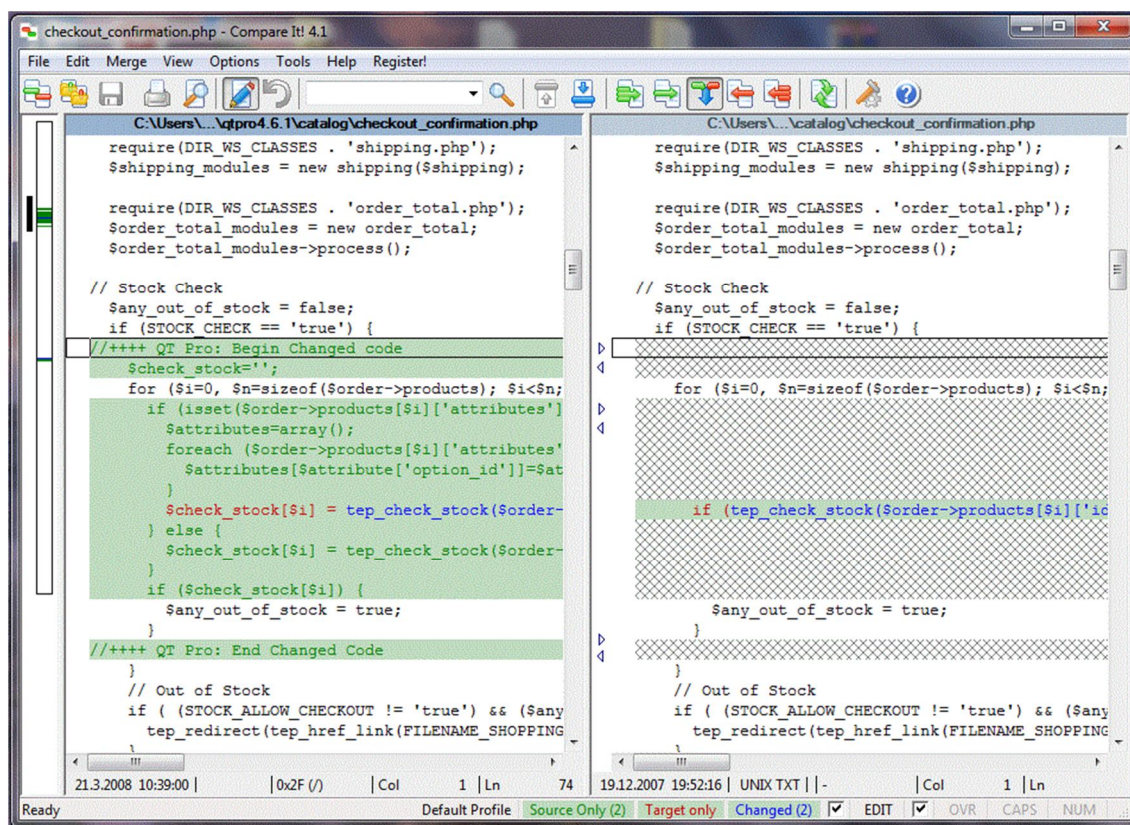 checkout_confirmation.php - Compare It! 4.1
File Edit Merge View Options Tools Help Register!
C:\Users\...\qtpro4.6.1\catalog\checkout_confirmation.php
require(DIR_WS_CLASSES . 'shipping.php');
$shipping_modules = new shipping($shipping);
require(DIR_WS_CLASSES . 'order_total.php');
$order_total_modules = new order_total;
$order_total_modules->process();
// Stock Check
$any_out_of_stock = false;
if (STOCK_CHECK == 'true') {
//++++ QT Pro: Begin Changed code
$check_stock='';
for ($i=0, $n=sizeof($order->products); $i<$n;
if (isset($order->products[$i]['attributes']
$attributes=array();
foreach ($order->products[$i]['attributes'
$attributes[$attribute['option_id']]=$at
}
$check_stock[$i] = tep_check_stock($order-
} else {
$check_stock[$i] = tep_check_stock($order-
}
if ($check_stock[$i]) {
$any_out_of_stock = true;
}
//++++ QT Pro: End Changed Code
}
// Out of Stock
if ( (STOCK_ALLOW_CHECKOUT != 'true') && ($any
tep_redirect(tep_href_link(FILENAME_SHOPPING
}
21.3.2008 10:39:00 | |0x2F (/) | Col 1 | Ln 74
C:\Users\...\catalog\checkout_confirmation.php
require(DIR_WS_CLASSES . 'shipping.php');
$shipping_modules = new shipping($shipping);
require(DIR_WS_CLASSES . 'order_total.php');
$order_total_modules = new order_total;
$order_total_modules->process();
// Stock Check
$any_out_of_stock = false;
if (STOCK_CHECK == 'true') {
for ($i=0, $n=sizeof($order->products); $i<$n;
if (tep_check_stock($order->products[$i]['id
$any_out_of_stock = true;
}
}
// Out of Stock
if ( (STOCK_ALLOW_CHECKOUT != 'true') && ($any
tep_redirect(tep_href_link(FILENAME_SHOPPING
}
19.12.2007 19:52:16 | UNIX TXT | |- |Col 1 | Ln
Ready Default Profile Source Only (2) Target only Changed (2) EDIT OVR CAPS NUM